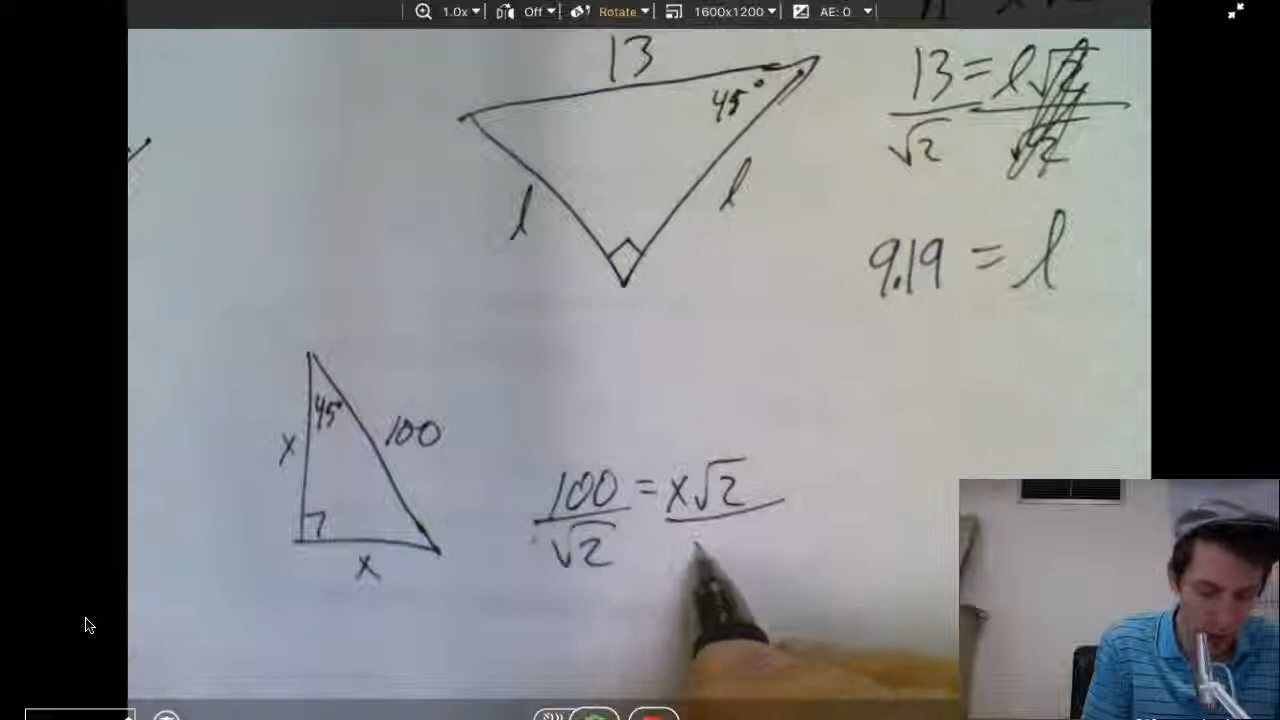 1.0x Off Rotate 1600x1200 AE: 0
13
45°
l
l
13 = l√2
√2 √2
9.19 = l
45°
x
100
x
100 = x√2
√2